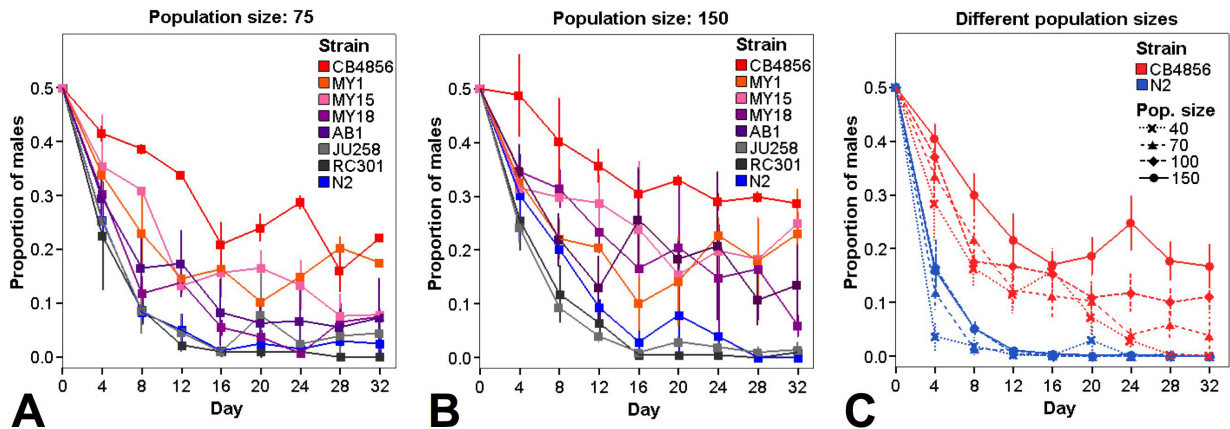 Population size: 75
Proportion of males
0.5
0.4
0.3
0.2
0.1
0.0
Strain
CB4856
MY1
MY15
MY18
AB1
JU258
RC301
N2
0 4 8 12 16 20 24 28 32
Day
A
Population size: 150
Proportion of males
0.5
0.4
0.3
0.2
0.1
0.0
Strain
CB4856
MY1
MY15
MY18
AB1
JU258
RC301
N2
0 4 8 12 16 20 24 28 32
Day
B
Different population sizes
Proportion of males
0.5
0.4
0.3
0.2
0.1
0.0
Strain
CB4856
N2
Pop. size
40
70
100
150
0 4 8 12 16 20 24 28 32
Day
C